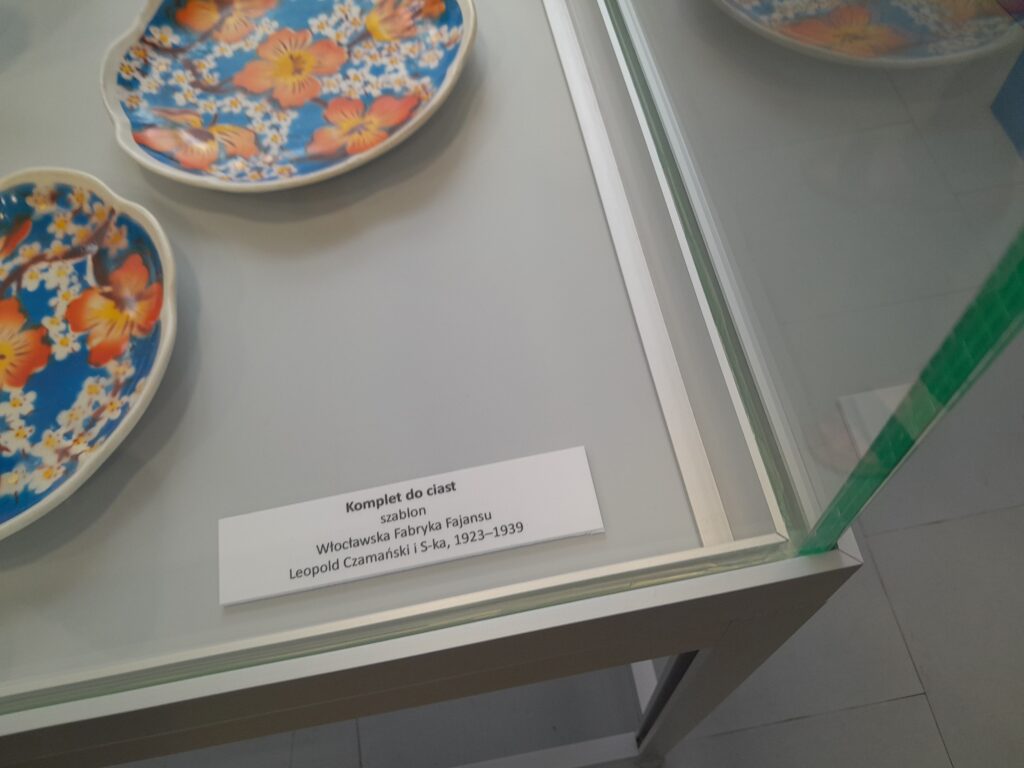 Komplet do ciast
szablon
Włocławska Fabryka Fajansu
Leopold Czamański i S-ka, 1923–1939